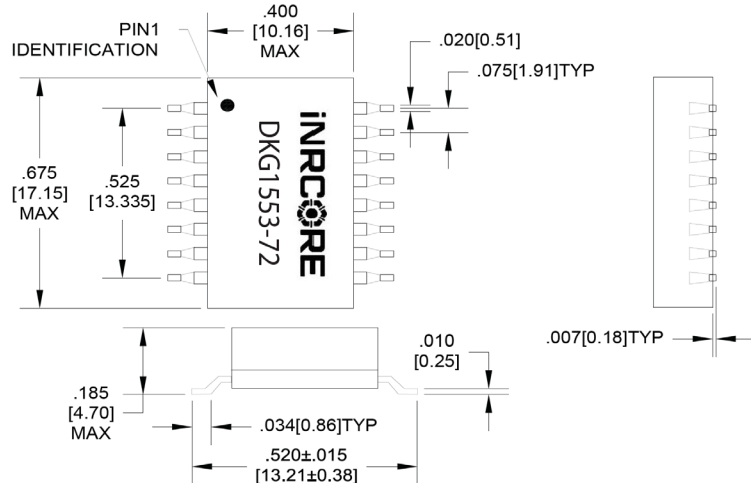 PIN1
IDENTIFICATION
.400
[10.16]
MAX
.020[0.51]
.075[1.91]TYP
.675
[17.15]
MAX
.525
[13.335]
iNRCORE
DKG1553-72
.007[0.18]TYP
.010
[0.25]
.185
[4.70]
MAX
.034[0.86]TYP
.520±.015
[13.21±0.38]